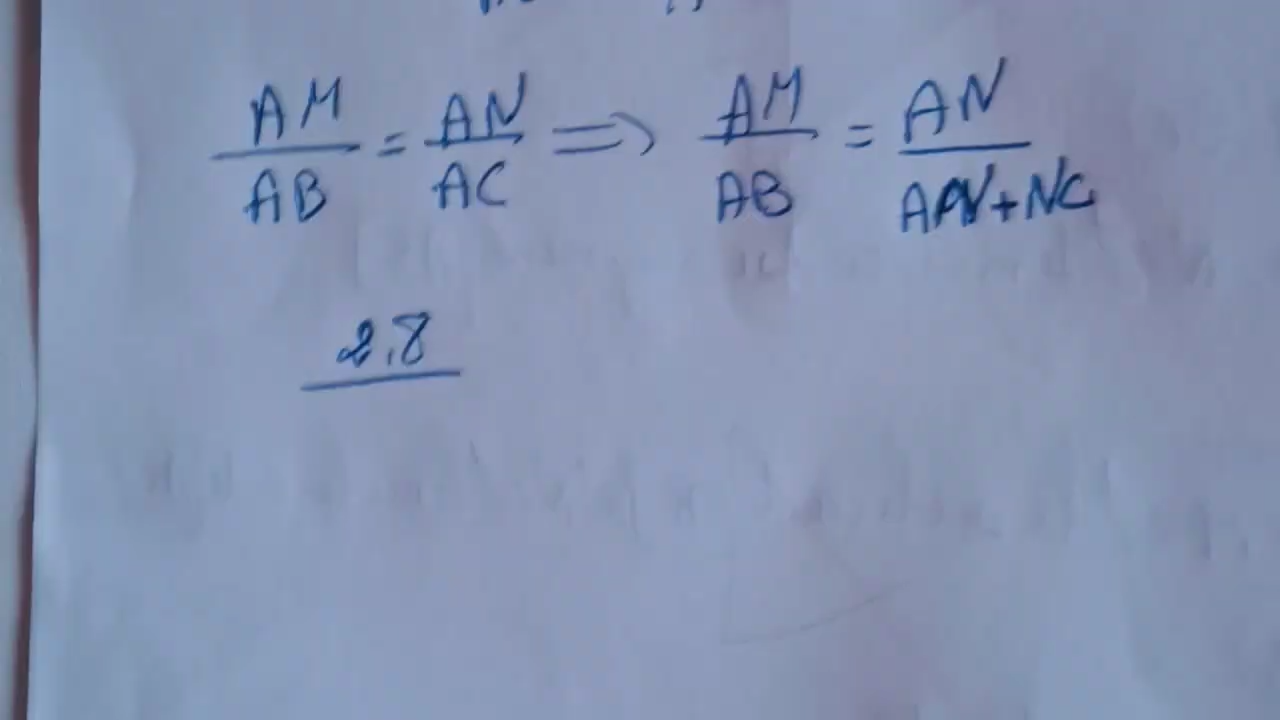 AM/AB = AN/AC => AM/AB = AN/AN+NC
2,8